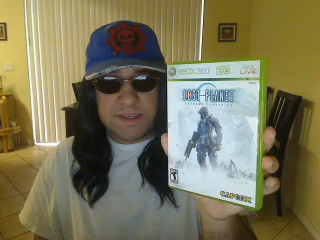 XBOX 360
LIVE
LOST PLANET
EXTREME CONDITION
T
CAPCOM